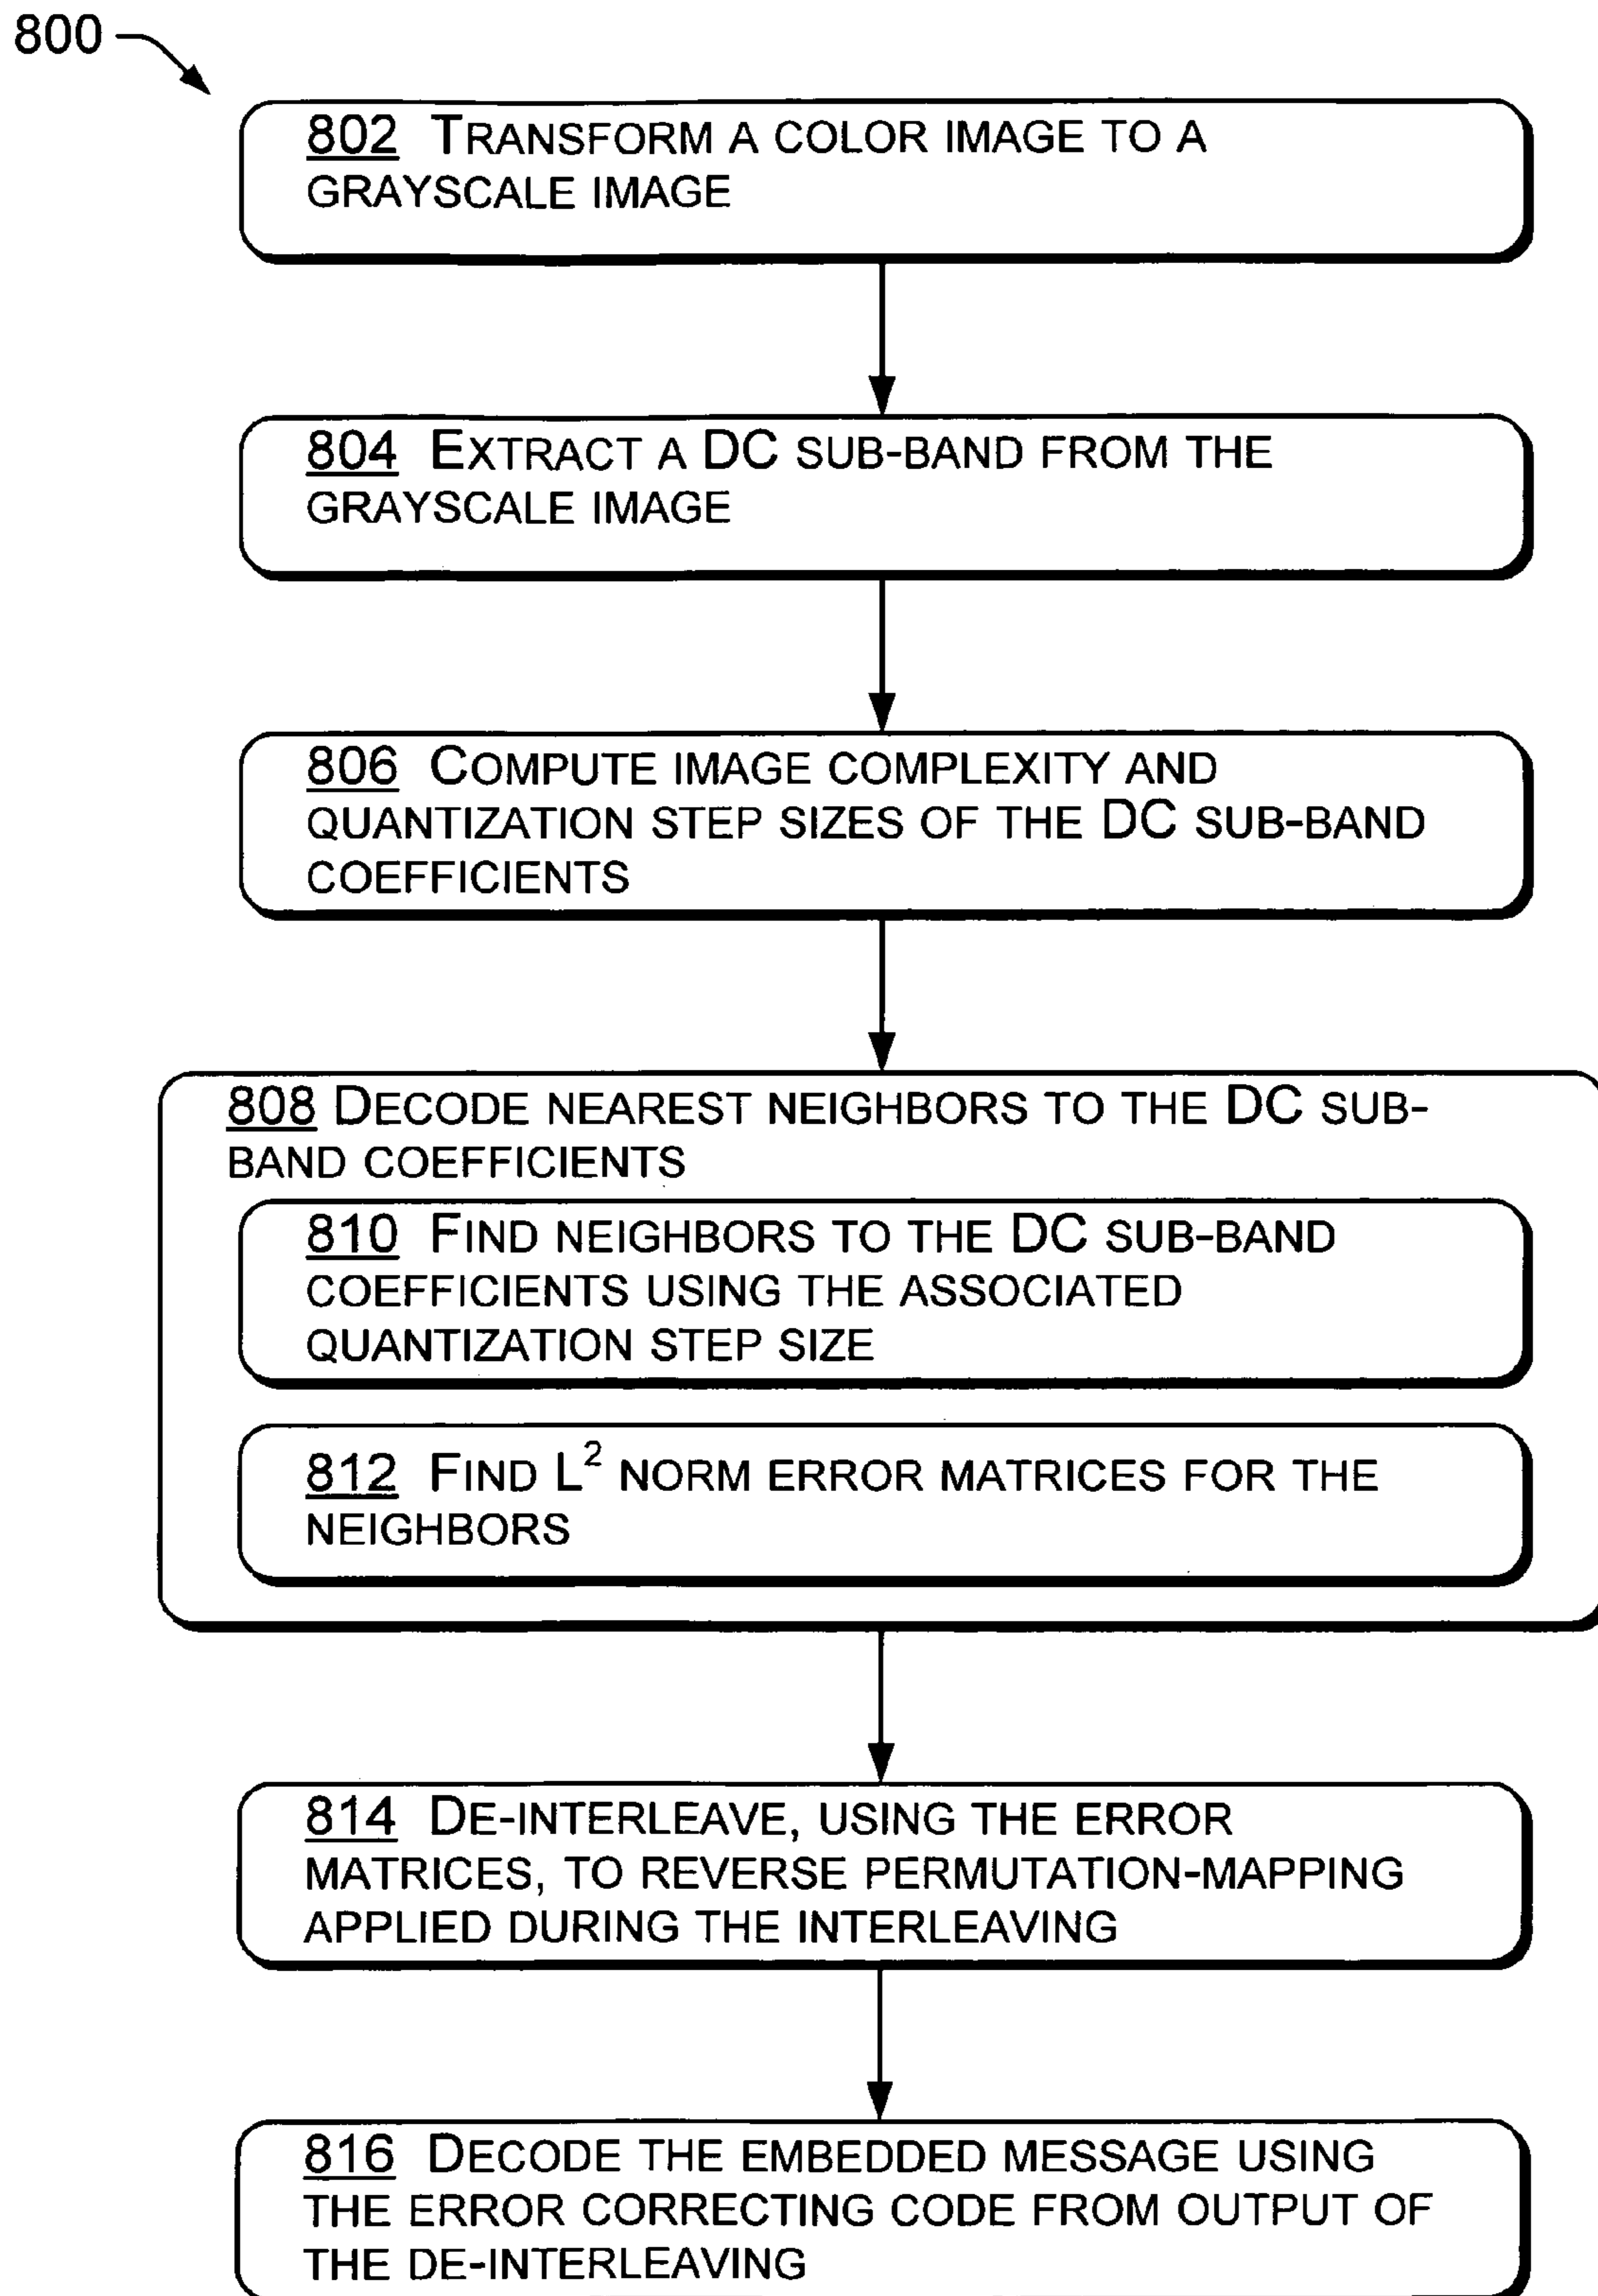 800
802 TRANSFORM A COLOR IMAGE TO A
GRAYSCALE IMAGE
804 EXTRACT A DC SUB-BAND FROM THE
GRAYSCALE IMAGE
806 COMPUTE IMAGE COMPLEXITY AND
QUANTIZATION STEP SIZES OF THE DC SUB-BAND
COEFFICIENTS
808 DECODE NEAREST NEIGHBORS TO THE DC SUB-
BAND COEFFICIENTS
810 FIND NEIGHBORS TO THE DC SUB-BAND
COEFFICIENTS USING THE ASSOCIATED
QUANTIZATION STEP SIZE
812 FIND L² NORM ERROR MATRICES FOR THE
NEIGHBORS
814 DE-INTERLEAVE, USING THE ERROR
MATRICES, TO REVERSE PERMUTATION-MAPPING
APPLIED DURING THE INTERLEAVING
816 DECODE THE EMBEDDED MESSAGE USING
THE ERROR CORRECTING CODE FROM OUTPUT OF
THE DE-INTERLEAVING